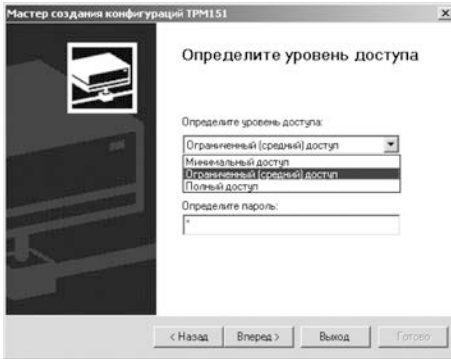 Мастер создания конфигураций ТРМ151
Определите уровень доступа
Определите уровень доступа:
Ограниченный (средний) доступ
Минимальный доступ
Ограниченный (средний) доступ
Полный доступ
Определите пароль:
*
< Назад Вперед > Выход Готово